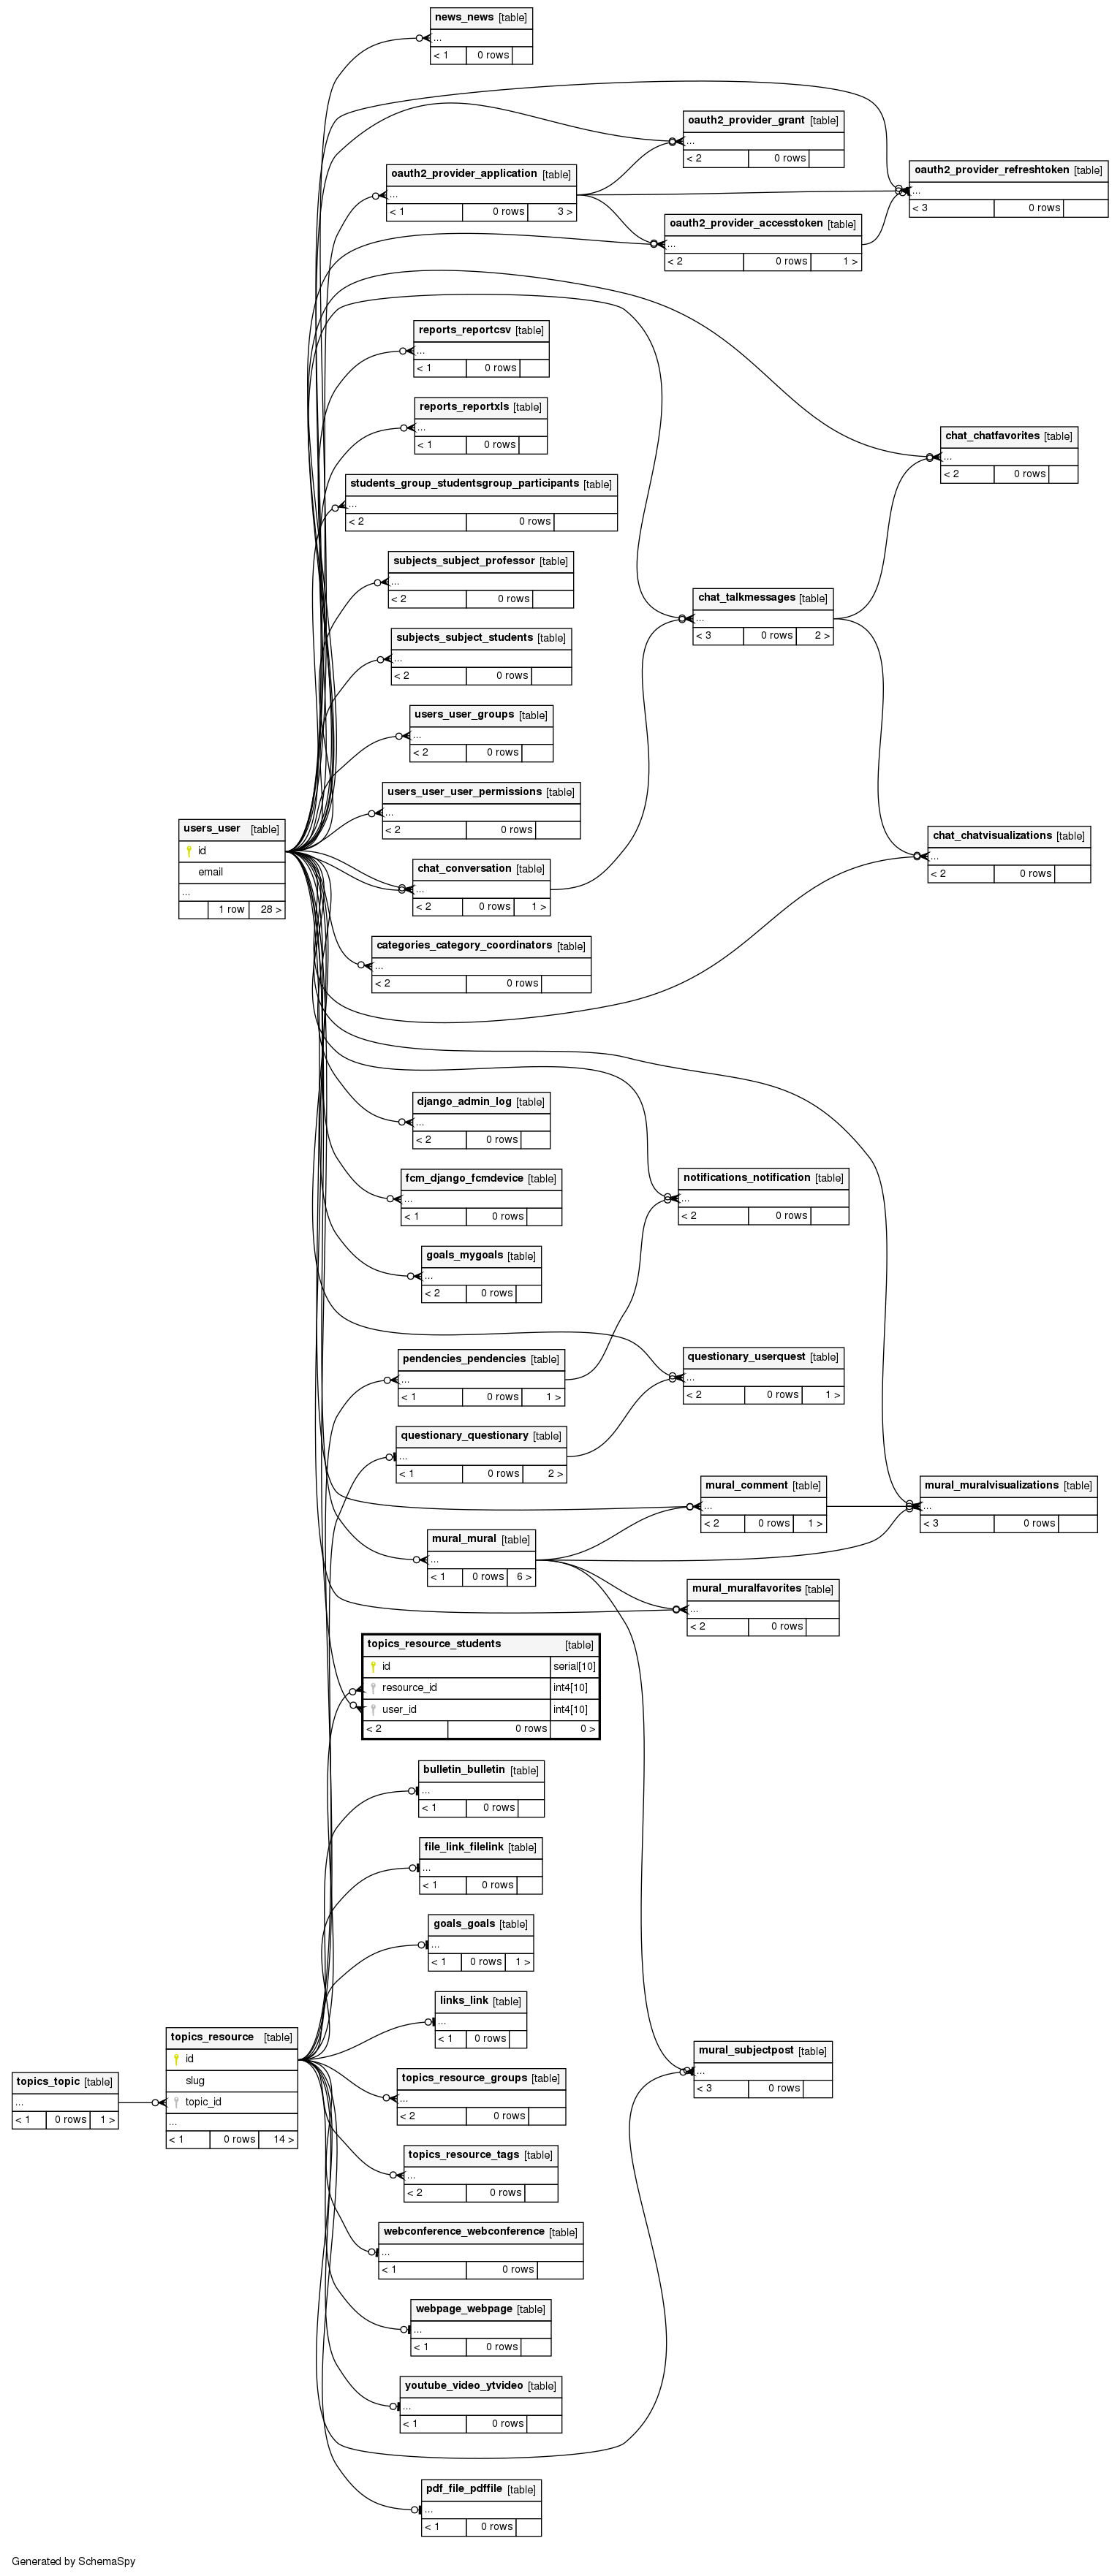 news_news [table]
...
< 1 0 rows
oauth2_provider_grant [table]
...
< 2 0 rows
oauth2_provider_refreshtoken [table]
...
< 3 0 rows
oauth2_provider_application [table]
...
< 1 0 rows 3 >
oauth2_provider_accesstoken [table]
...
< 2 0 rows 1 >
reports_reportcsv [table]
...
< 1 0 rows
reports_reportxls [table]
...
< 1 0 rows
chat_chatfavorites [table]
...
< 2 0 rows
students_group_studentsgroup_participants [table]
...
< 2 0 rows
subjects_subject_professor [table]
...
< 2 0 rows
chat_talkmessages [table]
...
< 3 0 rows 2 >
subjects_subject_students [table]
...
< 2 0 rows
users_user_groups [table]
...
< 2 0 rows
users_user_user_permissions [table]
...
< 2 0 rows
users_user [table]
id
email
...
1 row 28 >
chat_chatvisualizations [table]
...
< 2 0 rows
chat_conversation [table]
...
< 2 0 rows 1 >
categories_category_coordinators [table]
...
< 2 0 rows
django_admin_log [table]
...
< 2 0 rows
fcm_django_fcmdevice [table]
...
< 1 0 rows
notifications_notification [table]
...
< 2 0 rows
goals_mygoals [table]
...
< 2 0 rows
pendencies_pendencies [table]
...
< 1 0 rows 1 >
questionary_userquest [table]
...
< 2 0 rows 1 >
questionary_questionary [table]
...
< 1 0 rows 2 >
mural_comment [table]
...
< 2 0 rows 1 >
mural_muralvisualizations [table]
...
< 3 0 rows
mural_mural [table]
...
< 1 0 rows 6 >
mural_muralfavorites [table]
...
< 2 0 rows
topics_resource_students [table]
id serial[10]
resource_id int4[10]
user_id int4[10]
< 2 0 rows 0 >
bulletin_bulletin [table]
...
< 1 0 rows
file_link_filelink [table]
...
< 1 0 rows
goals_goals [table]
...
< 1 0 rows 1 >
links_link [table]
...
< 1 0 rows
topics_resource [table]
id
slug
topic_id
...
< 1 0 rows 14 >
topics_topic [table]
...
< 1 0 rows 1 >
mural_subjectpost [table]
...
< 3 0 rows
topics_resource_groups [table]
...
< 2 0 rows
topics_resource_tags [table]
...
< 2 0 rows
webconference_webconference [table]
...
< 1 0 rows
webpage_webpage [table]
...
< 1 0 rows
youtube_video_ytvideo [table]
...
< 1 0 rows
pdf_file_pdffile [table]
...
< 1 0 rows
Generated by SchemaSpy